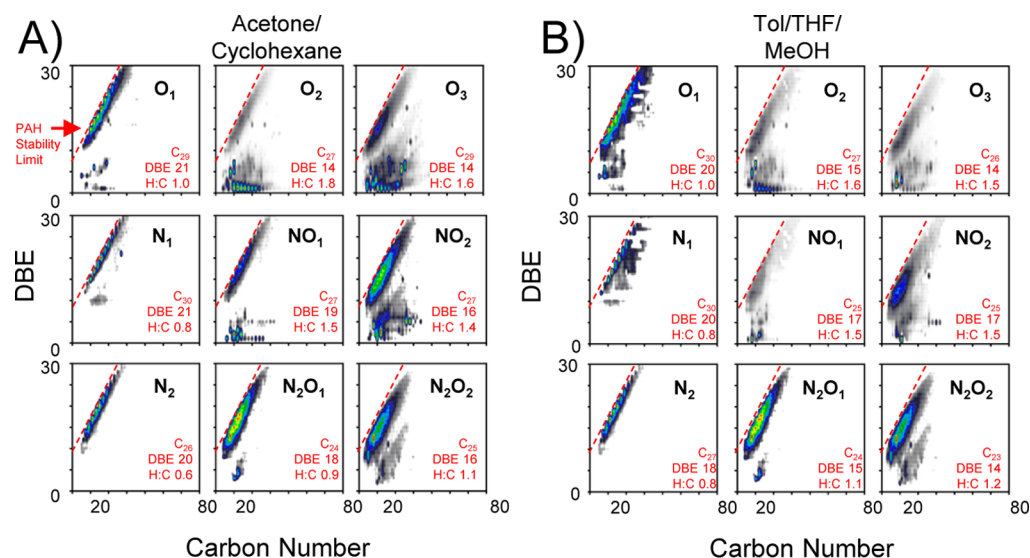 A)
Acetone/
Cyclohexane
B)
Tol/THF/
MeOH
DBE
30
0
PAH
Stability
Limit
O₁
C₂₉
DBE 21
H:C 1.0
O₂
C₂₇
DBE 14
H:C 1.8
O₃
C₂₉
DBE 14
H:C 1.6
30
0
N₁
C₃₀
DBE 21
H:C 0.8
NO₁
C₂₇
DBE 19
H:C 1.5
NO₂
C₂₇
DBE 16
H:C 1.4
30
0
N₂
C₂₆
DBE 20
H:C 0.6
N₂O₁
C₂₄
DBE 18
H:C 0.9
N₂O₂
C₂₅
DBE 16
H:C 1.1
20
20
20
80
Carbon Number
DBE
30
0
O₁
C₃₀
DBE 20
H:C 1.0
O₂
C₂₇
DBE 15
H:C 1.6
O₃
C₂₆
DBE 14
H:C 1.5
30
0
N₁
C₃₀
DBE 20
H:C 0.8
NO₁
C₂₅
DBE 17
H:C 1.5
NO₂
C₂₅
DBE 17
H:C 1.5
30
0
N₂
C₂₇
DBE 18
H:C 0.8
N₂O₁
C₂₄
DBE 15
H:C 1.1
N₂O₂
C₂₃
DBE 14
H:C 1.2
20
80
20
80
20
80
Carbon Number